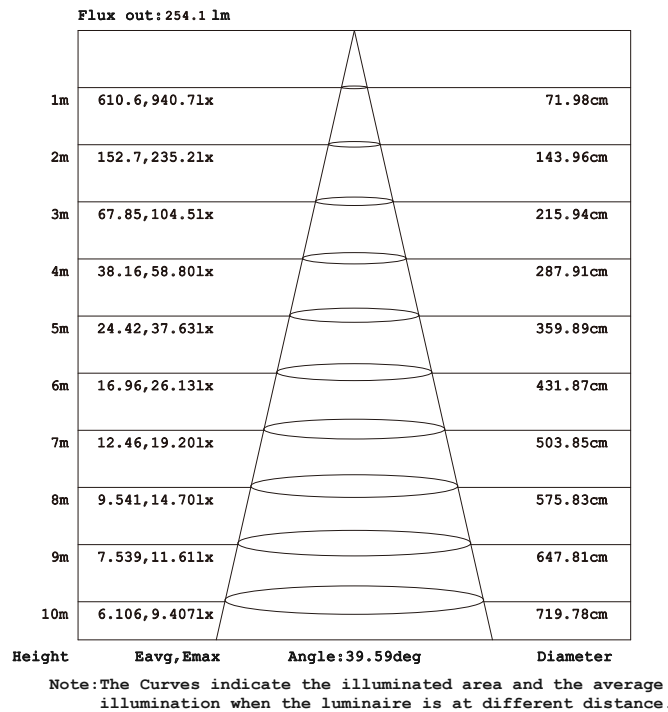 Flux out:254.1 lm
1m 610.6,940.7lx 71.98cm
2m 152.7,235.2lx 143.96cm
3m 67.85,104.5lx 215.94cm
4m 38.16,58.80lx 287.91cm
5m 24.42,37.63lx 359.89cm
6m 16.96,26.13lx 431.87cm
7m 12.46,19.20lx 503.85cm
8m 9.541,14.70lx 575.83cm
9m 7.539,11.61lx 647.81cm
10m 6.106,9.407lx 719.78cm
Height Eavg,Emax Angle:39.59deg Diameter
Note:The Curves indicate the illuminated area and the average
illumination when the luminaire is at different distance.